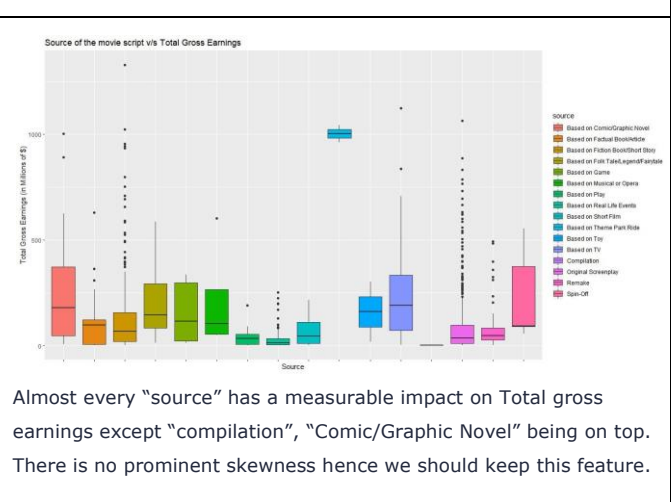 Source of the movie script v/s Total Gross Earnings
1000
500
0
Total Gross Earnings (in Millions of $)
Source
source
Based on Comic/Graphic Novel
Based on Factual Book/Article
Based on Fiction Book/Short Story
Based on Folk Tale/Legend/Fairytale
Based on Game
Based on Musical or Opera
Based on Play
Based on Real Life Events
Based on Short Film
Based on Theme Park Ride
Based on Toy
Based on TV
Compilation
Original Screenplay
Remake
Spin-Off
Almost every “source” has a measurable impact on Total gross
earnings except “compilation”, “Comic/Graphic Novel” being on top.
There is no prominent skewness hence we should keep this feature.